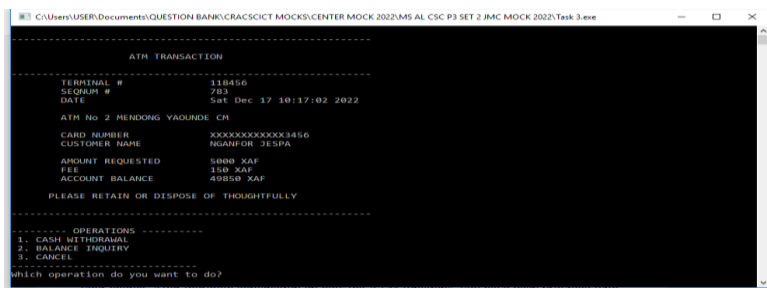 C:\Users\USER\Documents\QUESTION BANK\CRACSCICT MOCKS\CENTER MOCK 2022\MS AL CSC P3 SET 2 JMC MOCK 2022\Task 3.exe
------------------------------------------------------------
ATM TRANSACTION
------------------------------------------------------------
TERMINAL # 118456
SEQNUM # 783
DATE Sat Dec 17 10:17:02 2022
ATM No 2 MENDONG YAOUNDE CM
CARD NUMBER XXXXXXXXXXXX3456
CUSTOMER NAME NGANFOR JESPA
AMOUNT REQUESTED 5000 XAF
FEE 150 XAF
ACCOUNT BALANCE 49850 XAF
PLEASE RETAIN OR DISPOSE OF THOUGHTFULLY
------------------------------------------------------------
--------- OPERATIONS ----------
1. CASH WITHDRAWAL
2. BALANCE INQUIRY
3. CANCEL
-------------------------------
Which operation do you want to do?